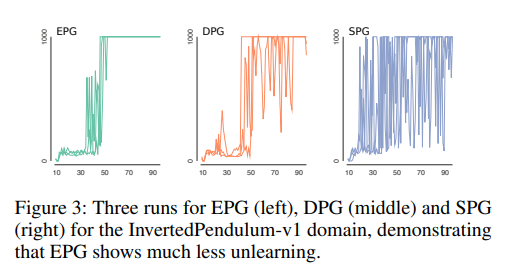 EPG DPG SPG
1000 1000 1000
0 0 0
10 30 50 70 90 10 30 50 70 90 10 30 50 70 90
Figure 3: Three runs for EPG (left), DPG (middle) and SPG
(right) for the InvertedPendulum-v1 domain, demonstrating
that EPG shows much less unlearning.